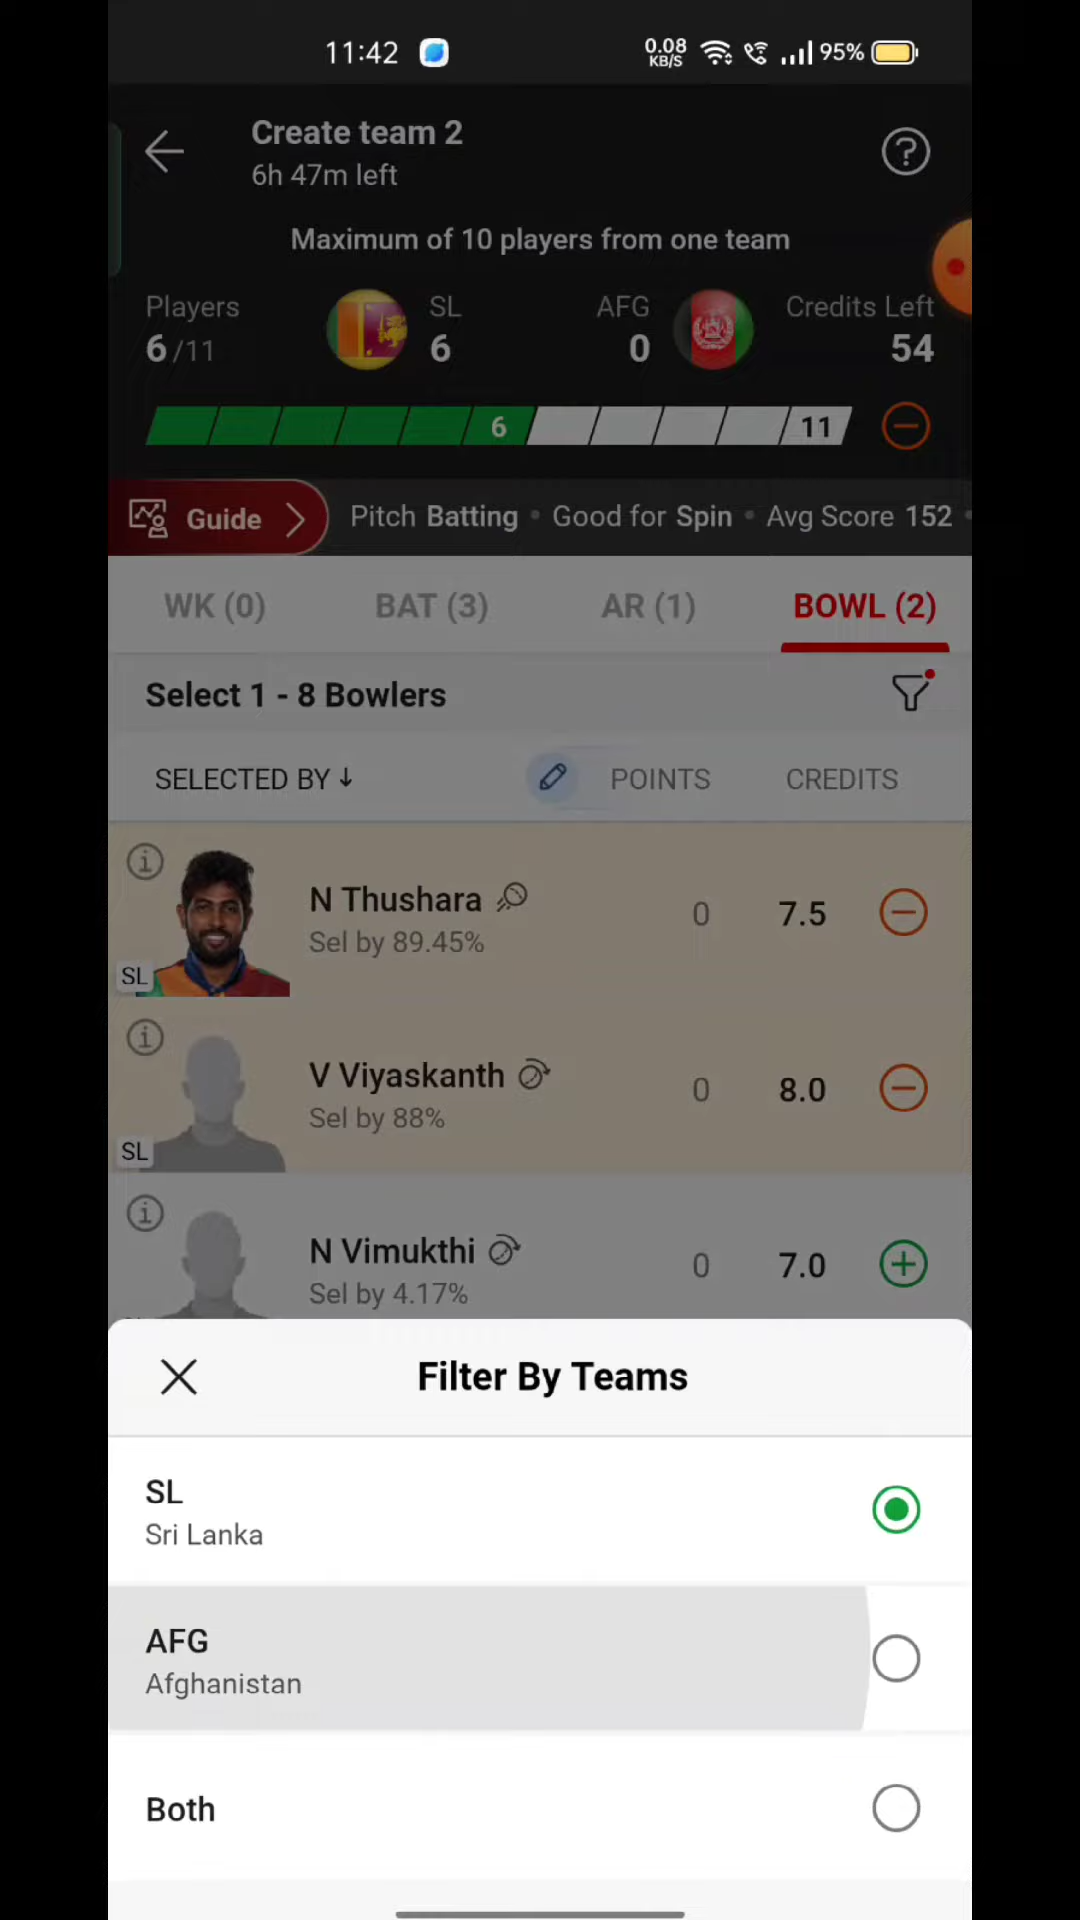 11:42
0.08
KB/S
95%
Create team 2
6h 47m left
Maximum of 10 players from one team
Players
6/11
SL
6
AFG
0
Credits Left
54
6
11
Guide
Pitch Batting • Good for Spin • Avg Score 152
WK (0)
BAT (3)
AR (1)
BOWL (2)
Select 1 - 8 Bowlers
SELECTED BY ↓
POINTS
CREDITS
N Thushara
Sel by 89.45%
0
7.5
SL
V Viyaskanth
Sel by 88%
0
8.0
SL
N Vimukthi
Sel by 4.17%
0
7.0
Filter By Teams
SL
Sri Lanka
AFG
Afghanistan
Both